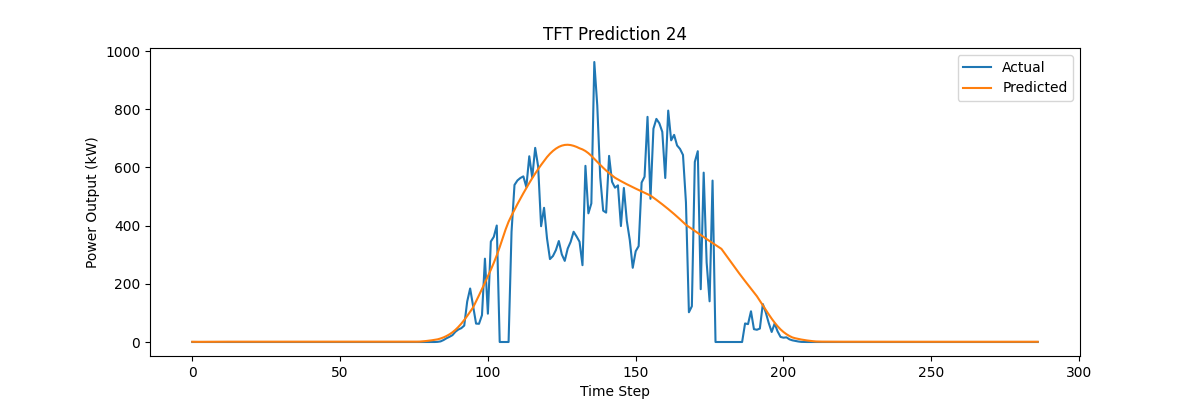 TFT Prediction 24
Power Output (kW)
1000
800
600
400
200
0
Actual
Predicted
0 50 100 150 200 250 300
Time Step